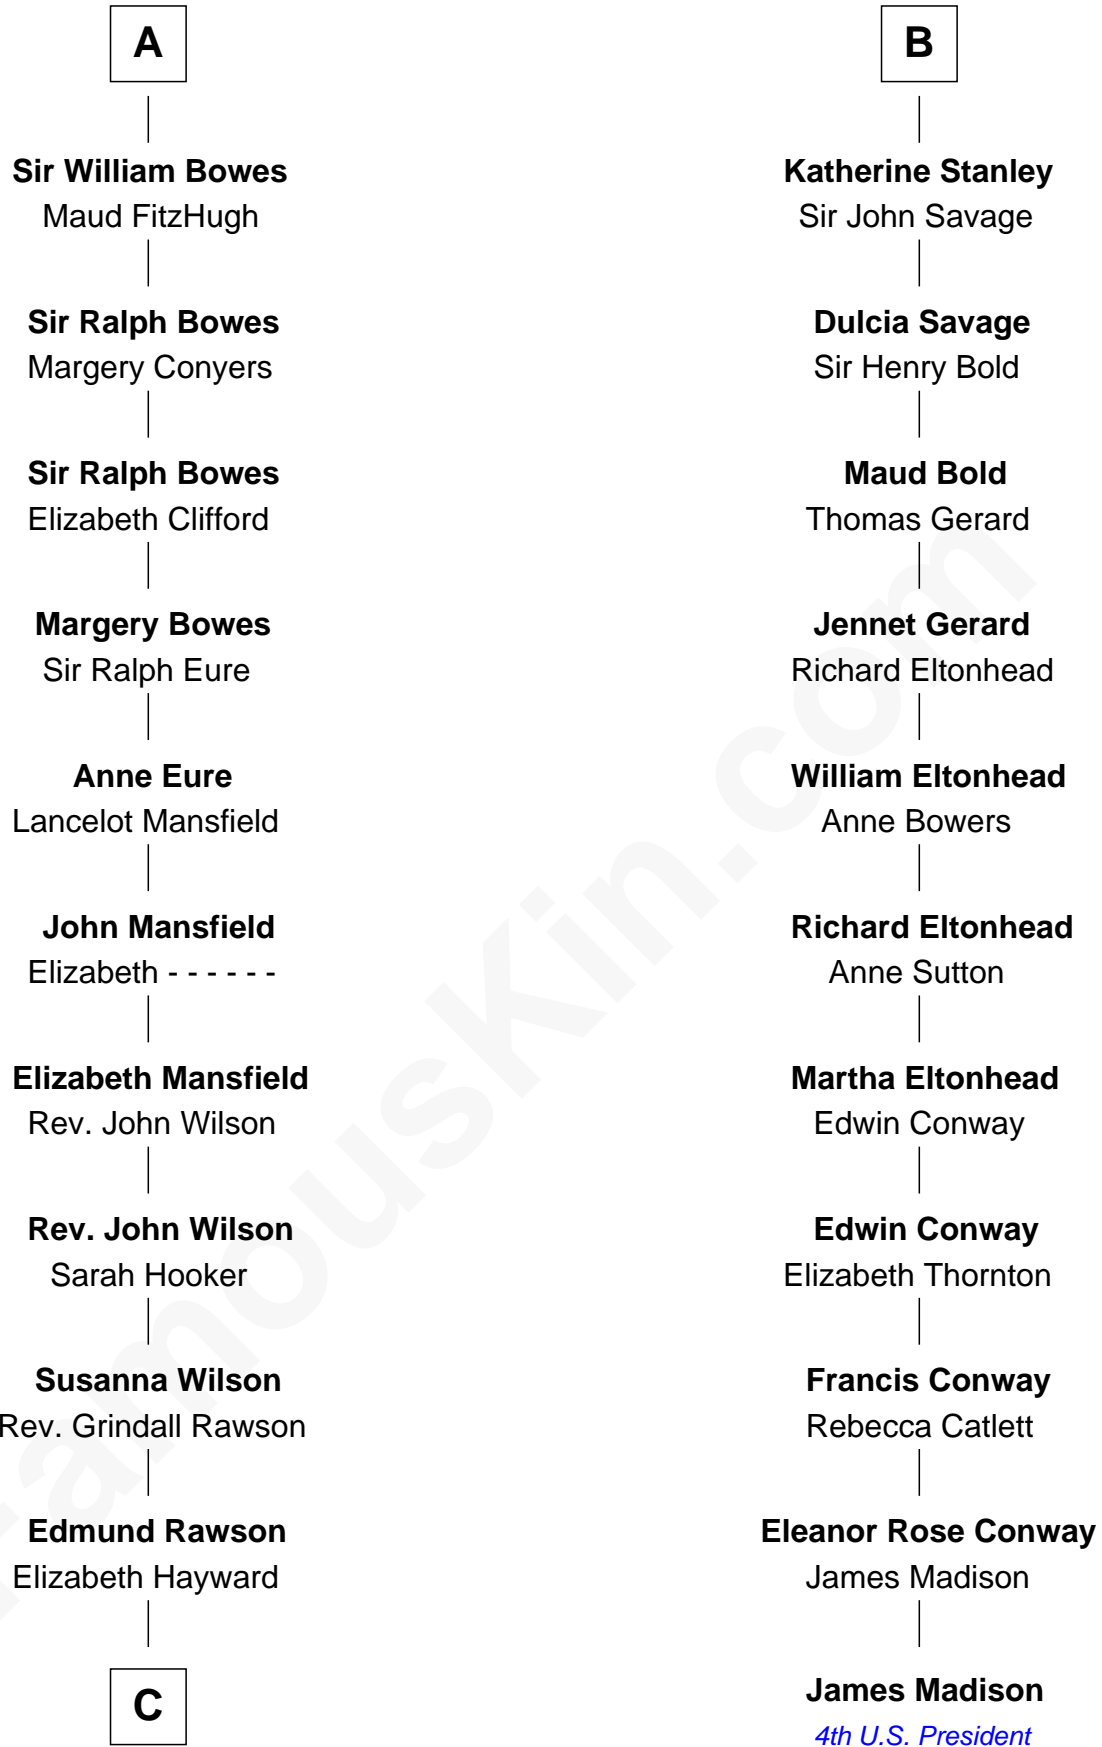 A
Sir William Bowes
Maud FitzHugh
Sir Ralph Bowes
Margery Conyers
Sir Ralph Bowes
Elizabeth Clifford
Margery Bowes
Sir Ralph Eure
Anne Eure
Lancelot Mansfield
John Mansfield
Elizabeth - - - - - -
Elizabeth Mansfield
Rev. John Wilson
Rev. John Wilson
Sarah Hooker
Susanna Wilson
Rev. Grindall Rawson
Edmund Rawson
Elizabeth Hayward
C
B
Katherine Stanley
Sir John Savage
Dulcia Savage
Sir Henry Bold
Maud Bold
Thomas Gerard
Jennet Gerard
Richard Eltonhead
William Eltonhead
Anne Bowers
Richard Eltonhead
Anne Sutton
Martha Eltonhead
Edwin Conway
Edwin Conway
Elizabeth Thornton
Francis Conway
Rebecca Catlett
Eleanor Rose Conway
James Madison
James Madison
4th U.S. President
FamousKin.com